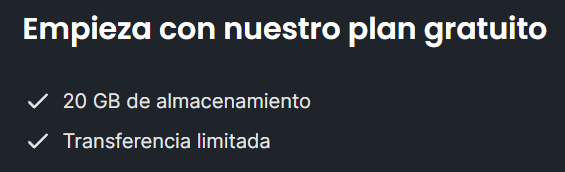 Empieza con nuestro plan gratuito
20 GB de almacenamiento
Transferencia limitada